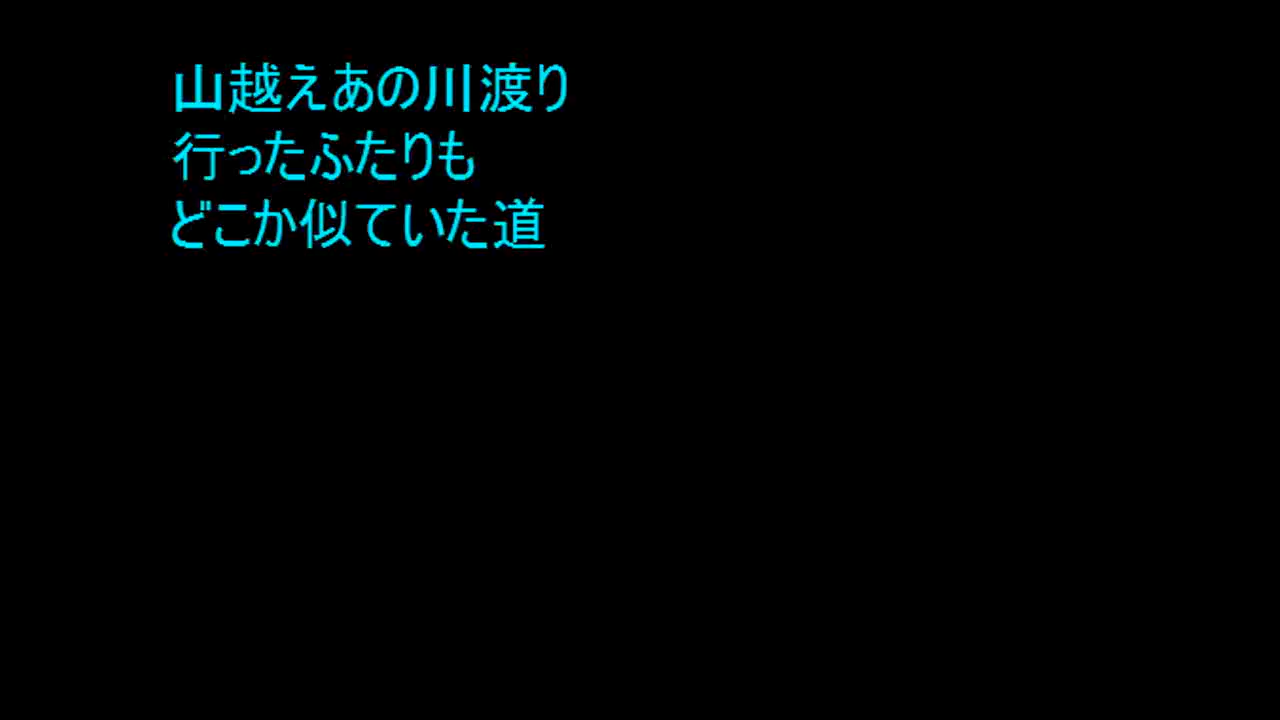 山越えあの川渡り
行ったふたりも
どこか似ていた道